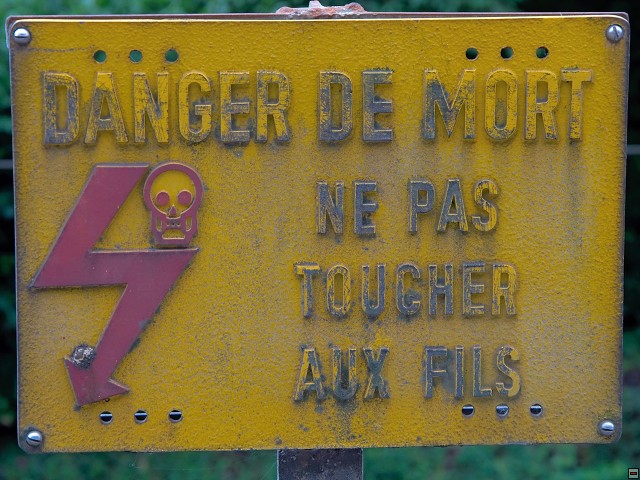 DANGER DE MORT
NE PAS
TOUCHER
AUX FILS